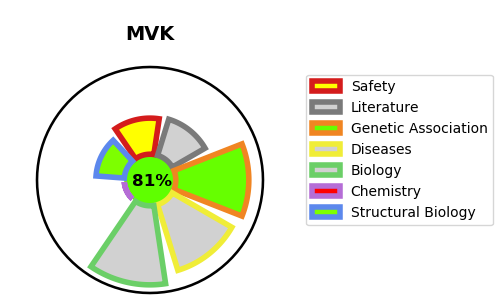 MVK
81%
Safety
Literature
Genetic Association
Diseases
Biology
Chemistry
Structural Biology